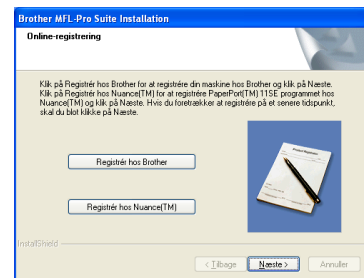 Brother MFL-Pro Suite Installation
Online-registrering
Klik på Registrér hos Brother for at registrére din maskine hos Brother og klik på Næste.
Klik på Registrér hos Nuance(TM) for at registrére PaperPort(TM) 11SE programmet hos
Nuance(TM) og klik på Næste. Hvis du foretrækker at registrére på et senere tidspunkt,
skal du blot klikke på Næste.
Registrér hos Brother
Registrér hos Nuance(TM)
InstallShield
< Tilbage
Næste >
Annuller